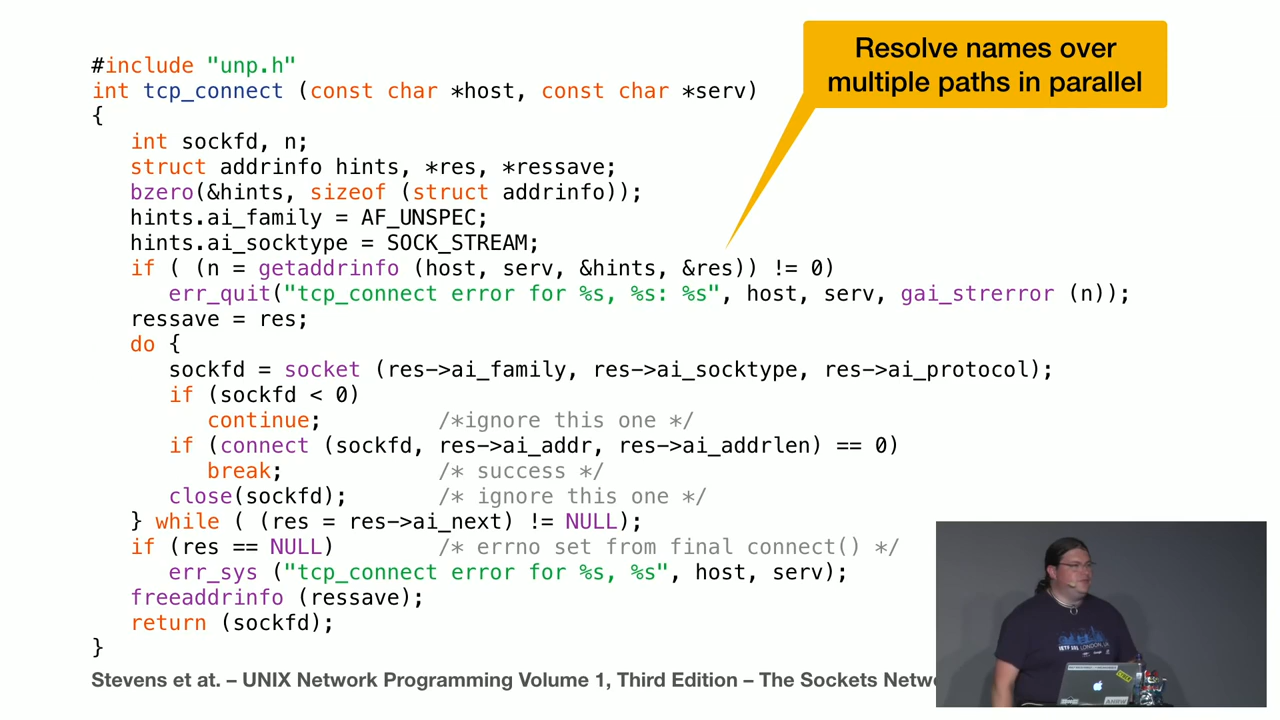 Resolve names over
multiple paths in parallel
#include "unp.h"
int tcp_connect (const char *host, const char *serv)
{
int sockfd, n;
struct addrinfo hints, *res, *ressave;
bzero(&hints, sizeof (struct addrinfo));
hints.ai_family = AF_UNSPEC;
hints.ai_socktype = SOCK_STREAM;
if ( (n = getaddrinfo (host, serv, &hints, &res)) != 0)
err_quit("tcp_connect error for %s, %s: %s", host, serv, gai_strerror (n));
ressave = res;
do {
sockfd = socket (res->ai_family, res->ai_socktype, res->ai_protocol);
if (sockfd < 0)
continue; /*ignore this one */
if (connect (sockfd, res->ai_addr, res->ai_addrlen) == 0)
break; /* success */
close(sockfd); /* ignore this one */
} while ( (res = res->ai_next) != NULL);
if (res == NULL) /* errno set from final connect() */
err_sys ("tcp_connect error for %s, %s", host, serv);
freeaddrinfo (ressave);
return (sockfd);
}
Stevens et at. – UNIX Network Programming Volume 1, Third Edition – The Sockets Netw
IETF 101 LONDON, UK